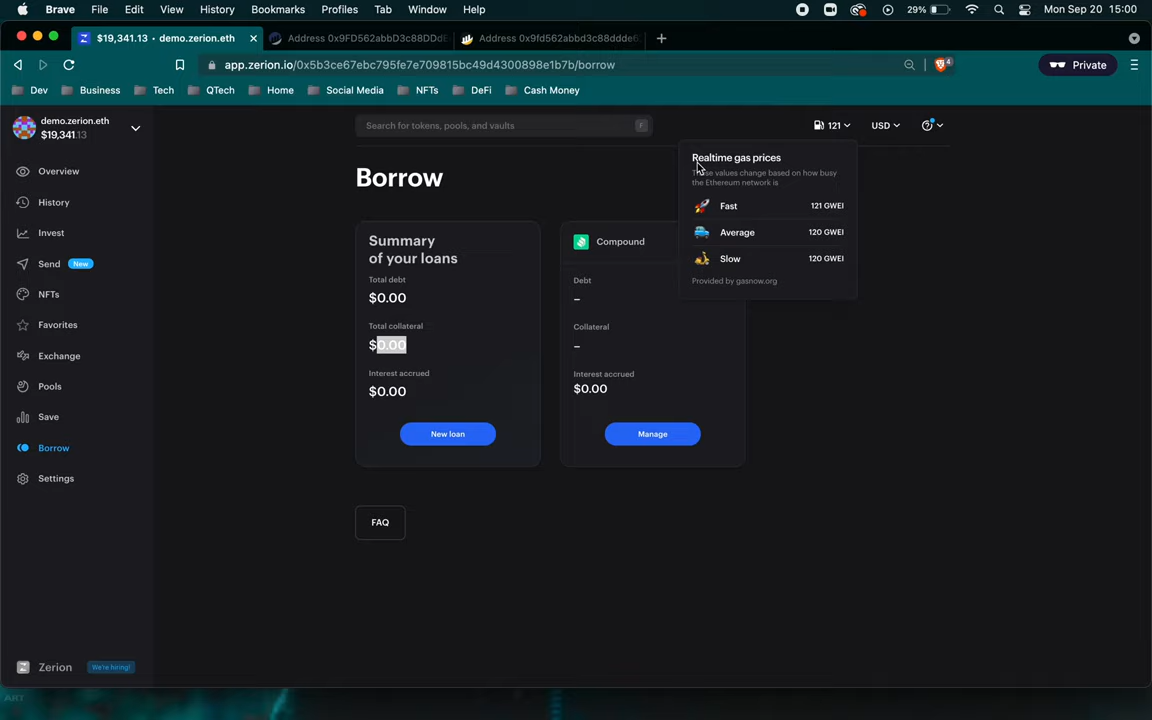 Brave File Edit View History Bookmarks Profiles Tab Window Help 29% Mon Sep 20 15:00
$19,341.13 · demo.zerion.eth
Address 0x9FD562abbD3c88DDd
Address 0x9fd562abbd3c88ddde6
app.zerion.io/0x5b3ce67ebc795fe7e709815bc49d4300898e1b7b/borrow
4
Private
Dev Business Tech QTech Home Social Media NFTs DeFi Cash Money
demo.zerion.eth
$19,341.13
Search for tokens, pools, and vaults F
121 USD
Overview
History
Invest
Send New
NFTs
Favorites
Exchange
Pools
Save
Borrow
Settings
Zerion We're hiring!
Borrow
Summary
of your loans
Total debt
$0.00
Total collateral
$0.00
Interest accrued
$0.00
New loan
Compound
Debt
–
Collateral
–
Interest accrued
$0.00
Manage
Realtime gas prices
values change based on how busy
the Ethereum network is
Fast 121 GWEI
Average 120 GWEI
Slow 120 GWEI
Provided by gasnow.org
FAQ
ART